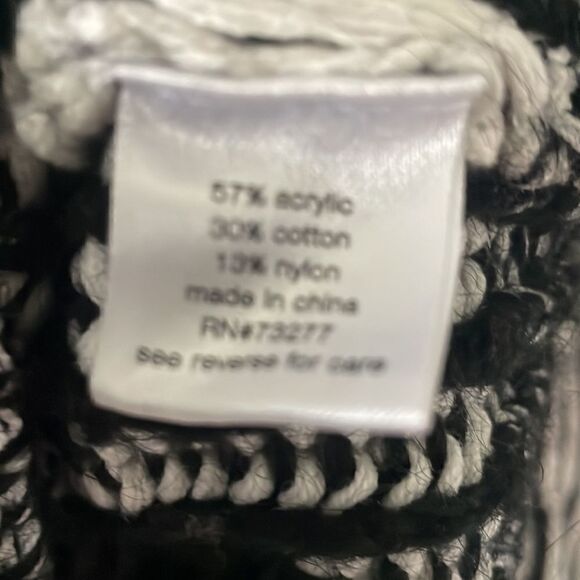 57% acrylic
30% cotton
13% nylon
made in china
RN#73277
see reverse for care